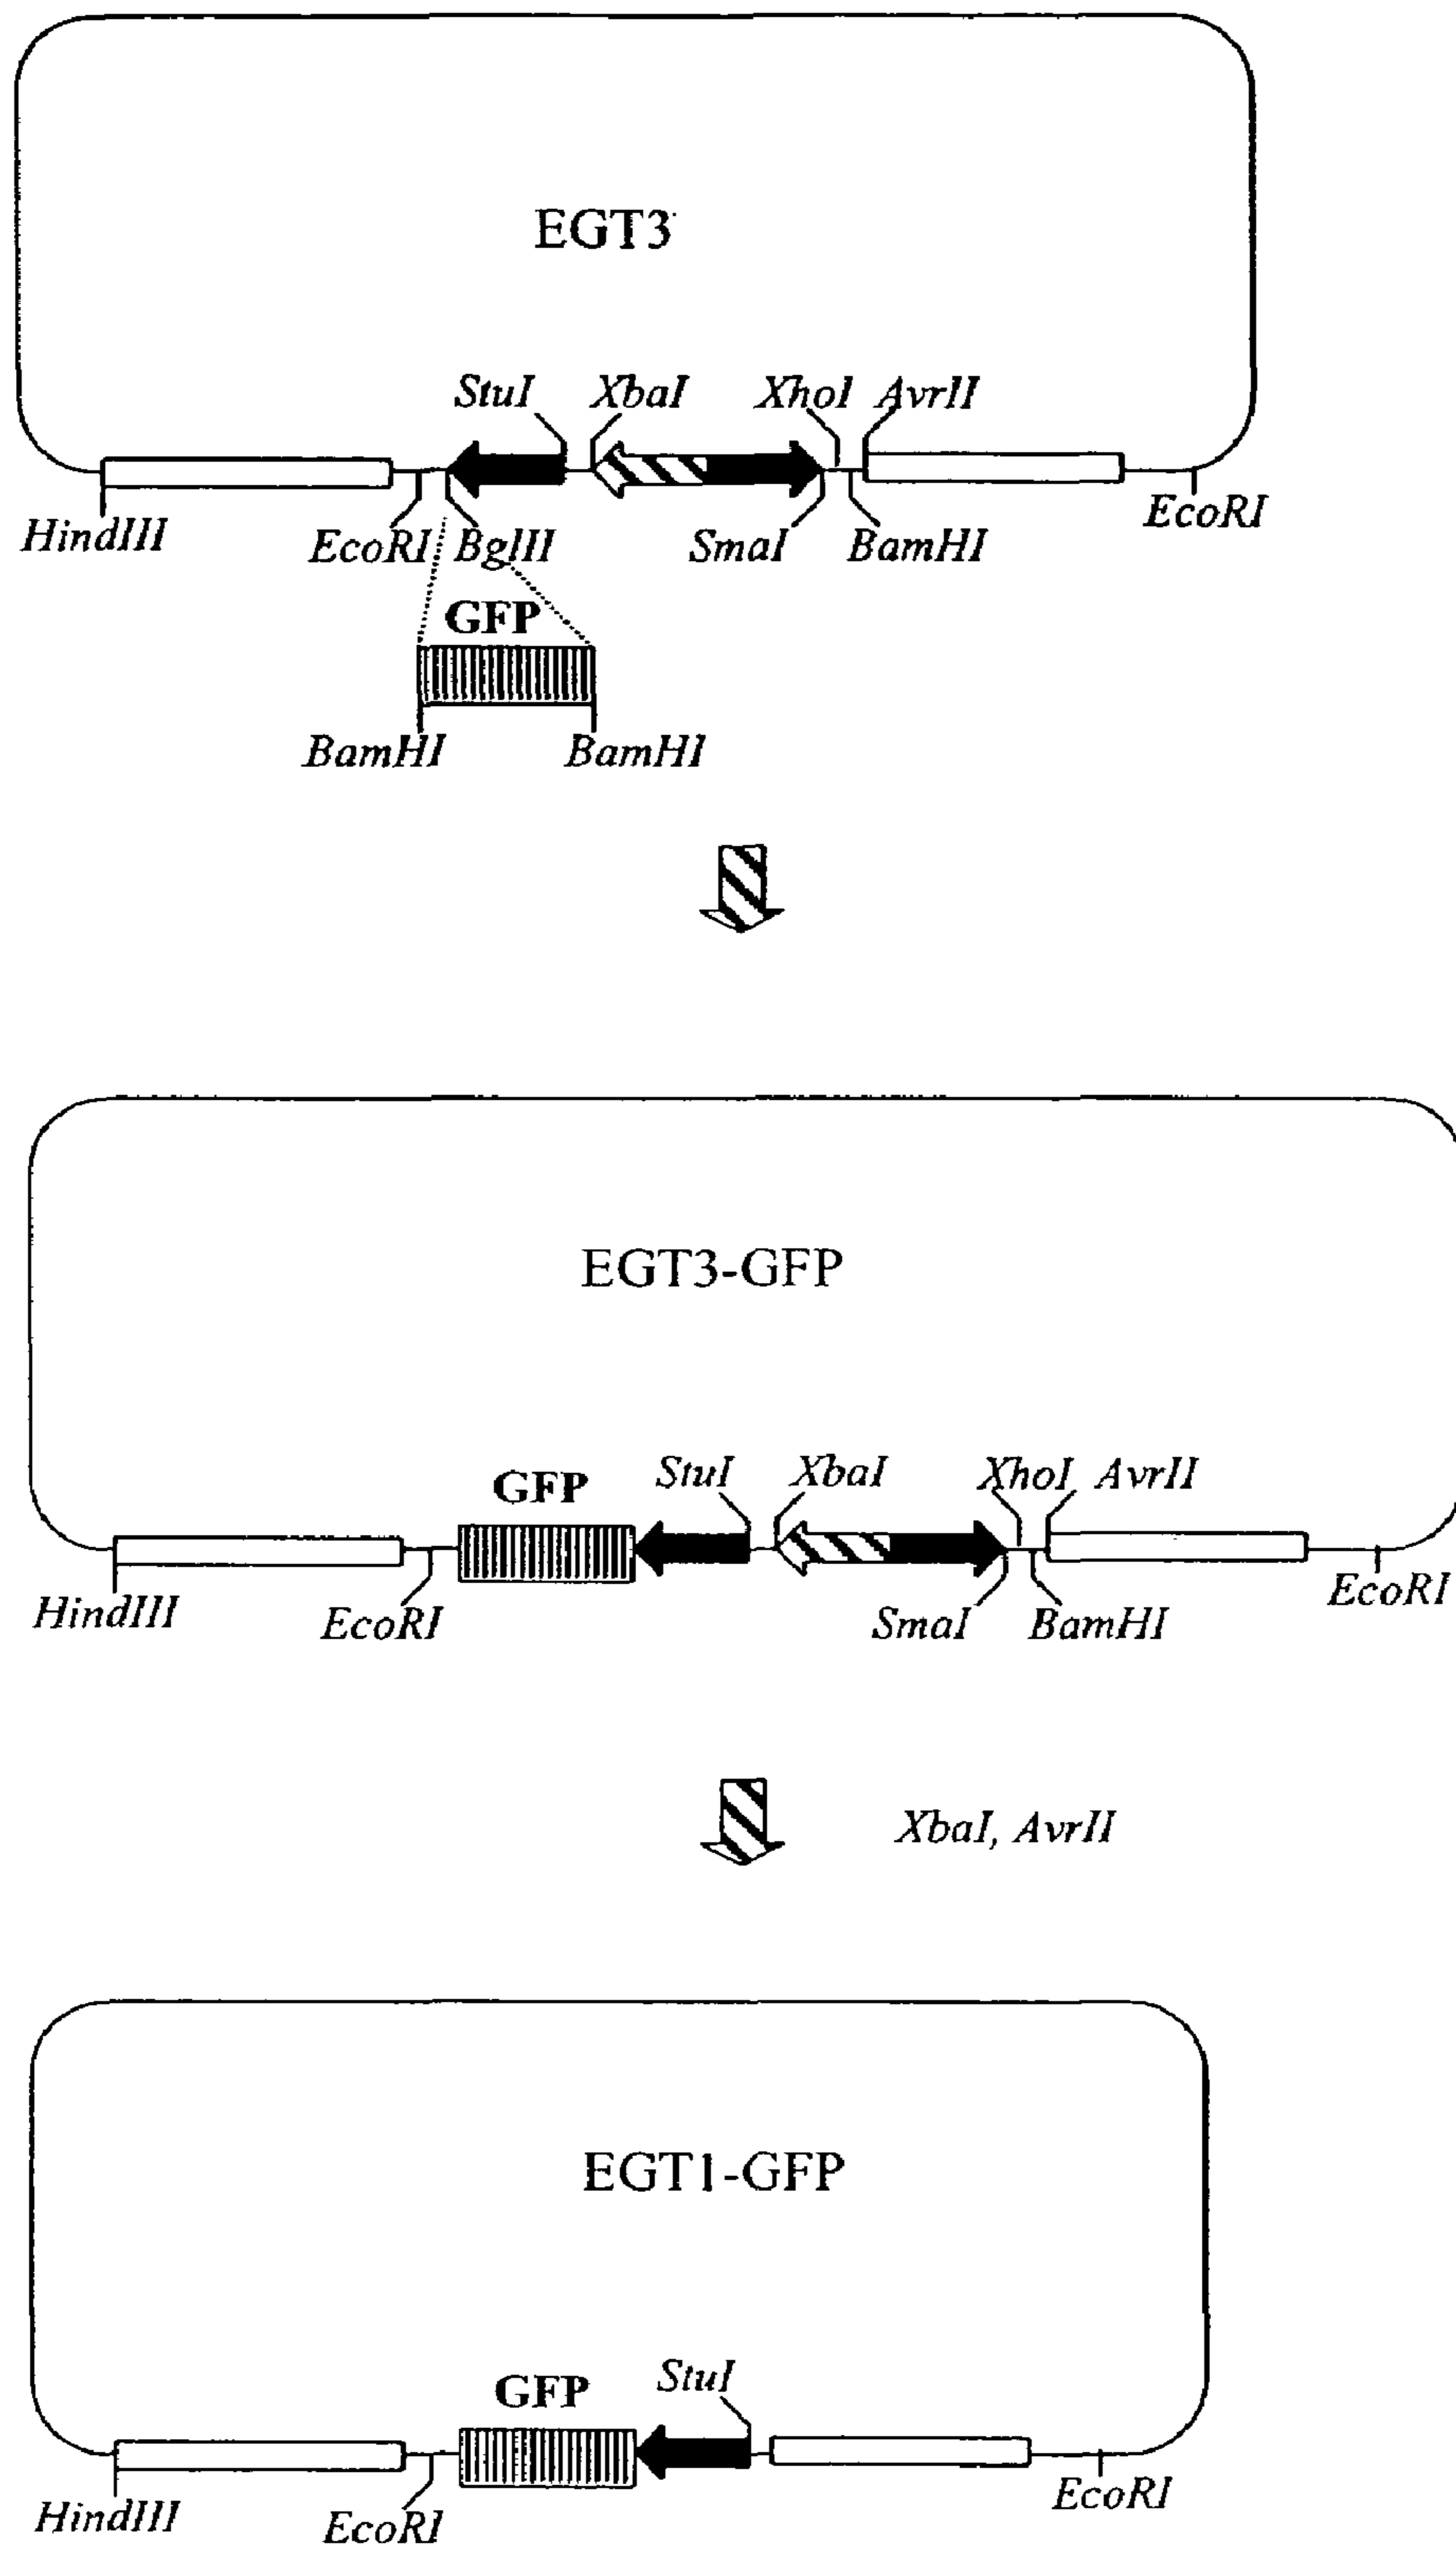 EGT3
StuI XbaI XhoI AvrII
HindIII EcoRI BglII SmaI BamHI EcoRI
GFP
BamHI BamHI
EGT3-GFP
GFP StuI XbaI XhoI AvrII
HindIII EcoRI SmaI BamHI EcoRI
XbaI, AvrII
EGT1-GFP
GFP StuI
HindIII EcoRI EcoRI